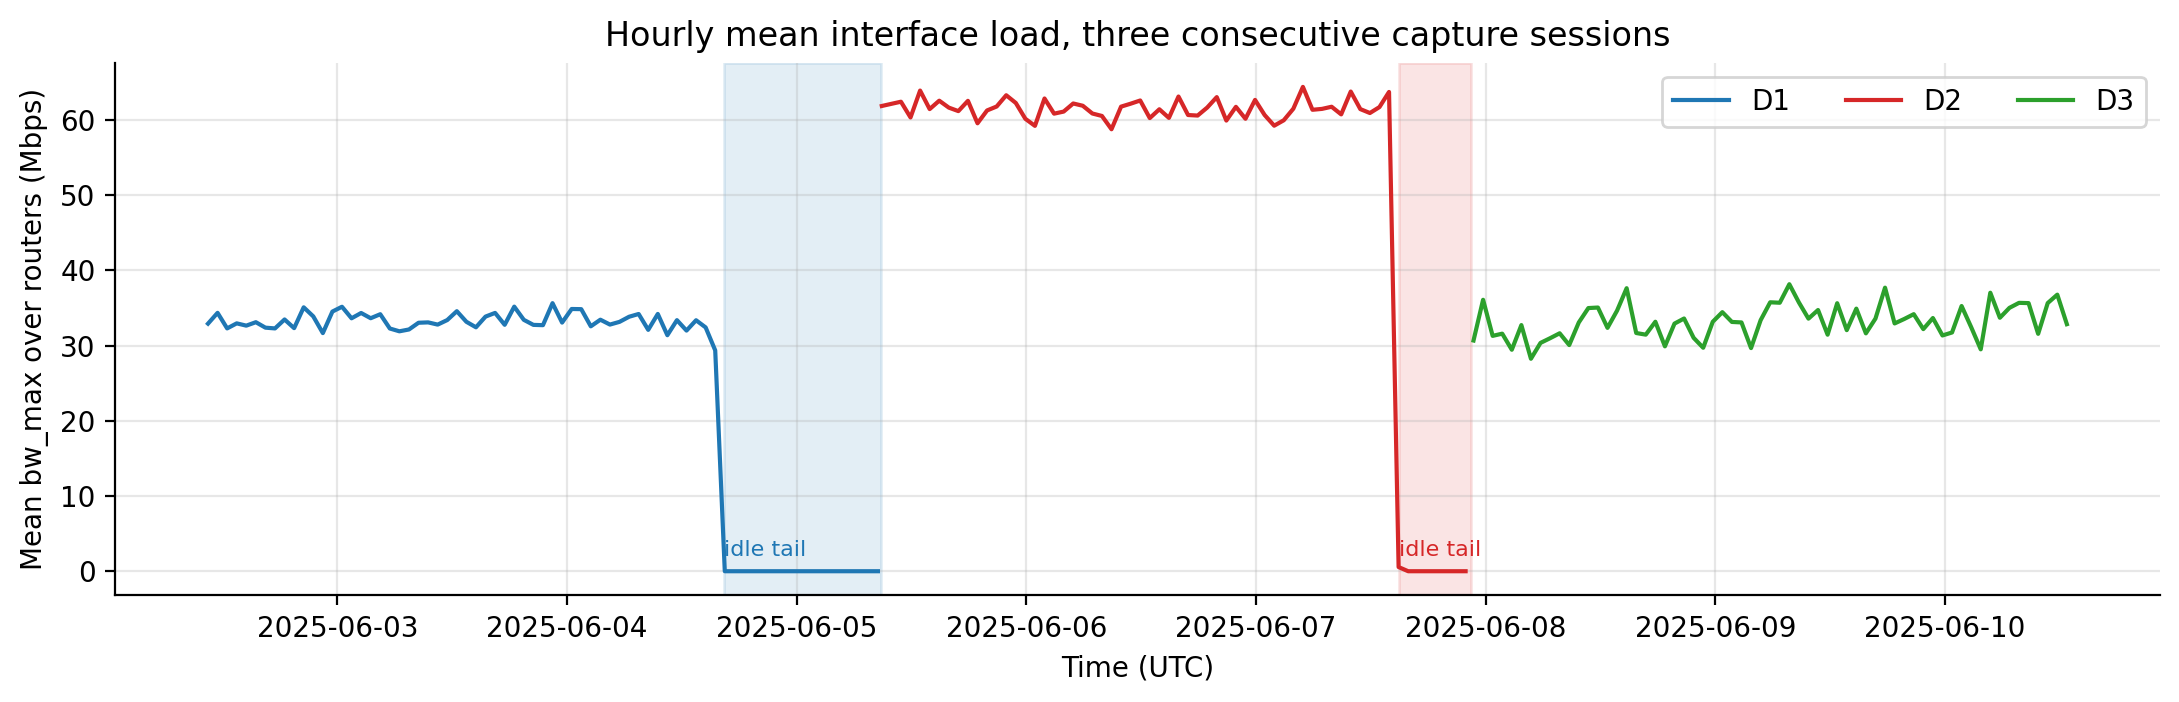 Hourly mean interface load, three consecutive capture sessions
D1
D2
D3
Mean bw_max over routers (Mbps)
60
50
40
30
20
10
0
idle tail
idle tail
2025-06-03
2025-06-04
2025-06-05
2025-06-06
2025-06-07
2025-06-08
2025-06-09
2025-06-10
Time (UTC)